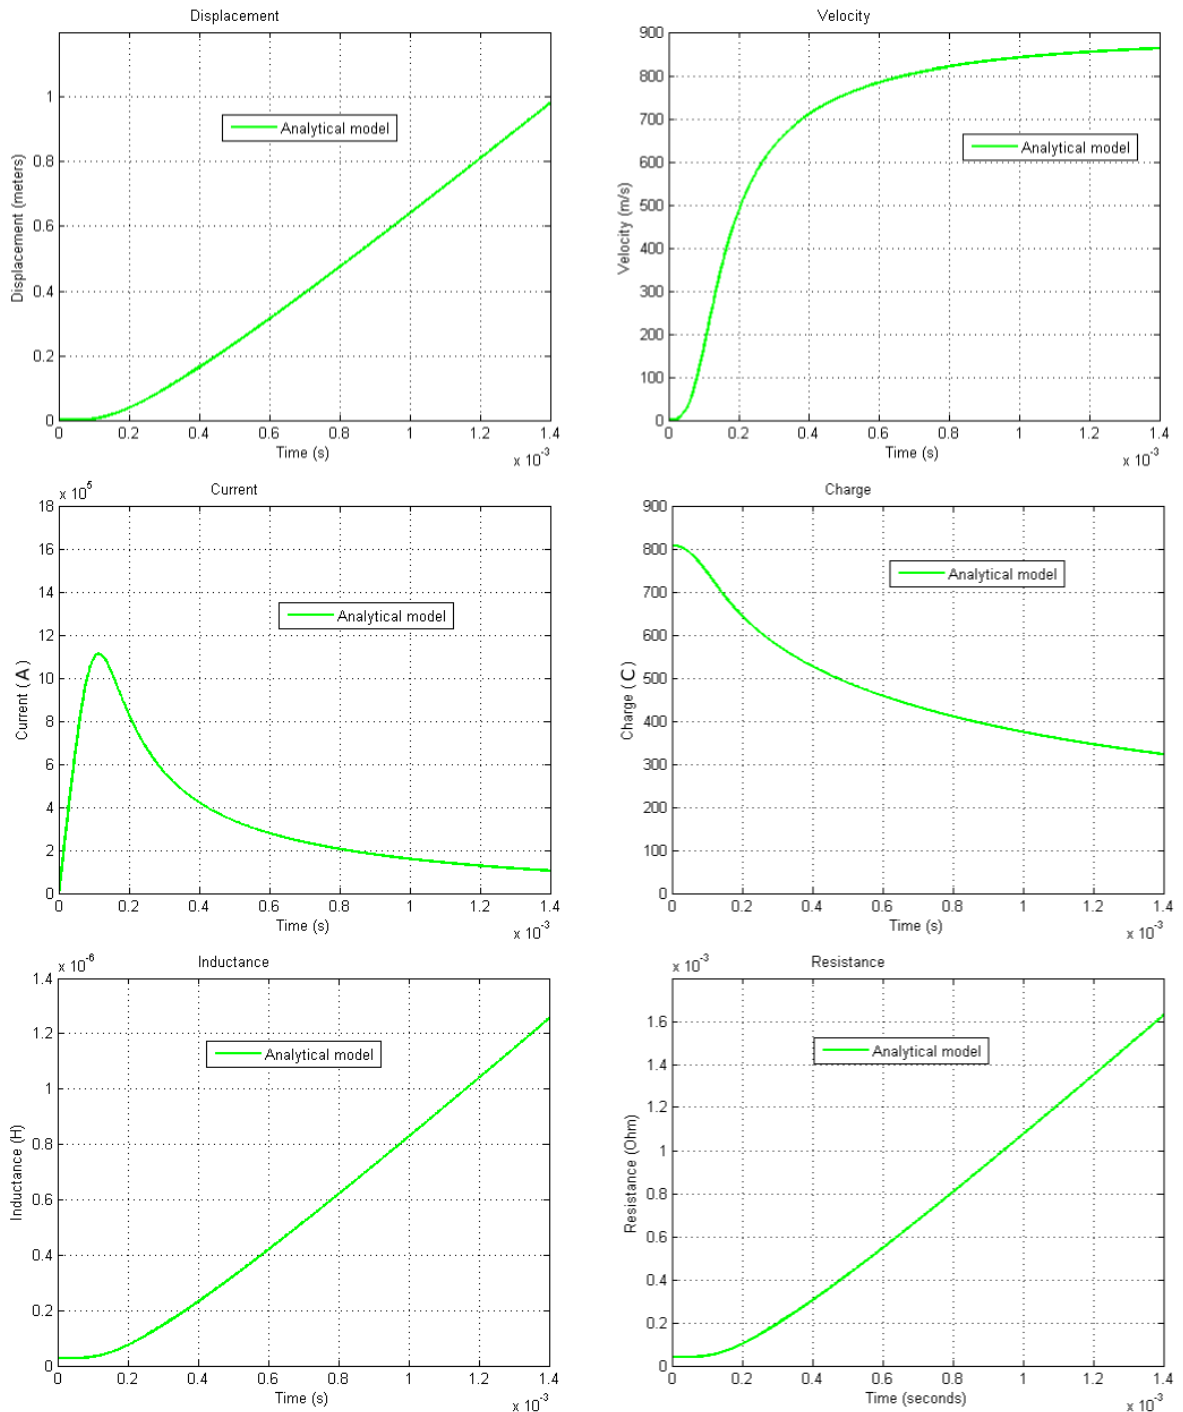 Displacement
Displacement (meters)
1
0.8
0.6
0.4
0.2
0
Analytical model
0 0.2 0.4 0.6 0.8 1 1.2 1.4
Time (s)
x 10-3
Velocity
Velocity (m/s)
900
800
700
600
500
400
300
200
100
0
Analytical model
0 0.2 0.4 0.6 0.8 1 1.2 1.4
Time (s)
x 10-3
Current
x 10^5
Current (A)
18
16
14
12
10
8
6
4
2
0
Analytical model
0 0.2 0.4 0.6 0.8 1 1.2 1.4
Time (s)
x 10-3
Charge
Charge (C)
900
800
700
600
500
400
300
200
100
0
Analytical model
0 0.2 0.4 0.6 0.8 1 1.2 1.4
Time (s)
x 10-3
Inductance
x 10-6
Inductance (H)
1.4
1.2
1
0.8
0.6
0.4
0.2
0
Analytical model
0 0.2 0.4 0.6 0.8 1 1.2 1.4
Time (s)
x 10-3
Resistance
x 10-3
Resistance (Ohm)
1.6
1.4
1.2
1
0.8
0.6
0.4
0.2
0
Analytical model
0 0.2 0.4 0.6 0.8 1 1.2 1.4
Time (seconds)
x 10-3